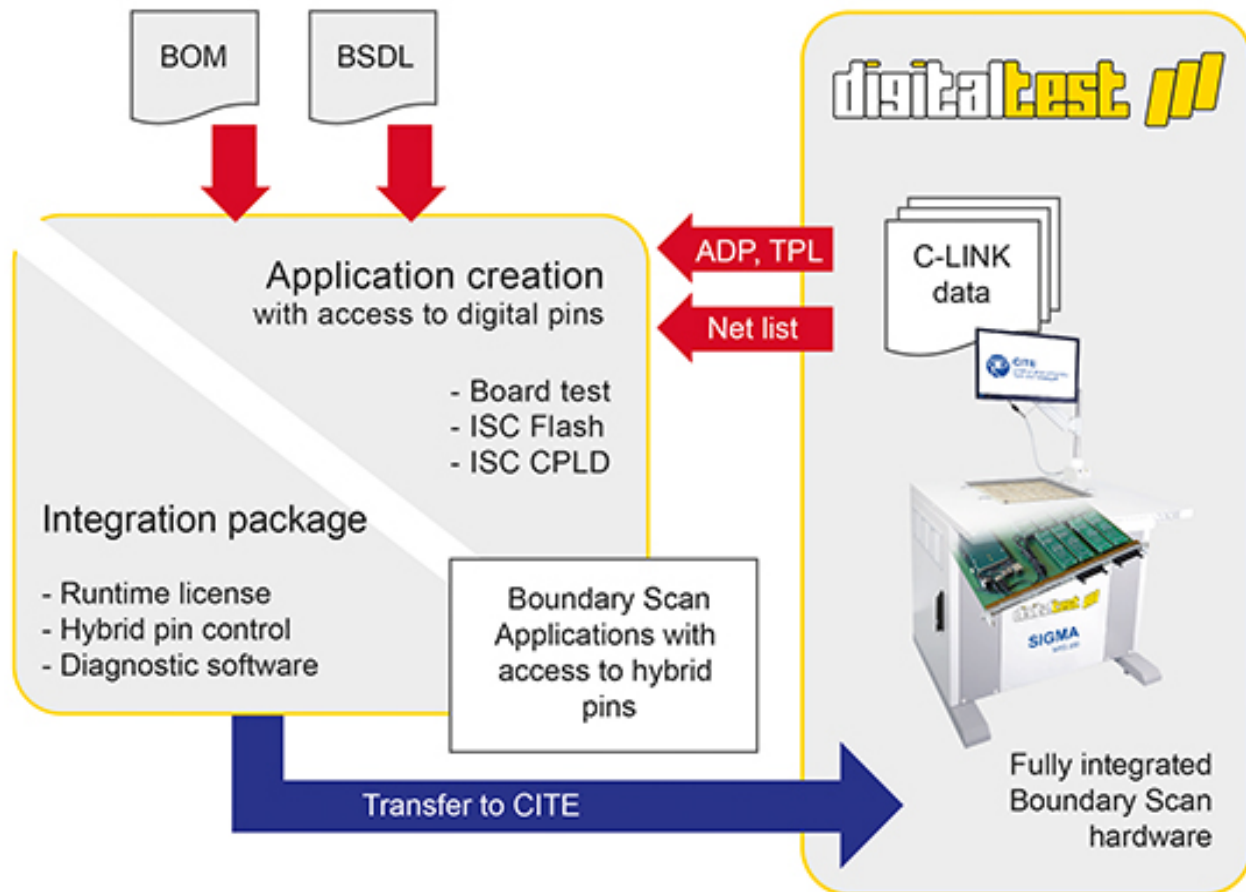 BOM
BSDL
digitaltest
ADP, TPL
Net list
C-LINK
data
Application creation
with access to digital pins
- Board test
- ISC Flash
- ISC CPLD
Integration package
- Runtime license
- Hybrid pin control
- Diagnostic software
Boundary Scan
Applications with
access to hybrid
pins
CITE
digitaltest
SIGMA
Transfer to CITE
Fully integrated
Boundary Scan
hardware